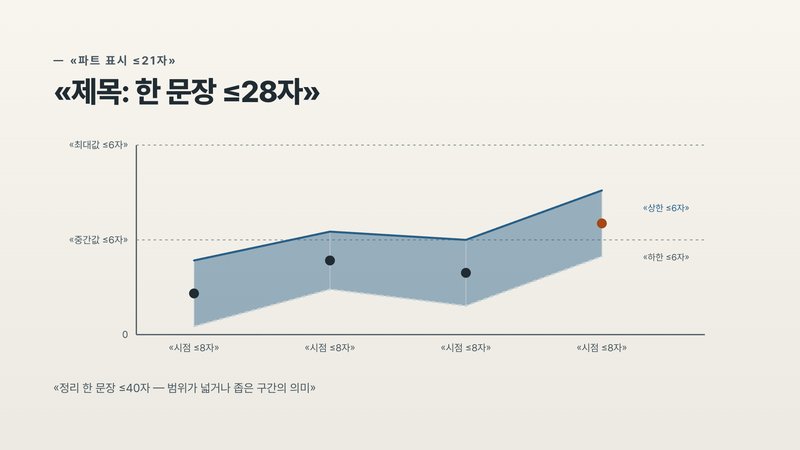 — «파트 표시 ≤21자»
«제목: 한 문장 ≤28자»
«최대값 ≤6자»
«상한 ≤6자»
«중간값 ≤6자»
«하한 ≤6자»
0
«시점 ≤8자» «시점 ≤8자» «시점 ≤8자» «시점 ≤8자»
«정리 한 문장 ≤40자 — 범위가 넓거나 좁은 구간의 의미»